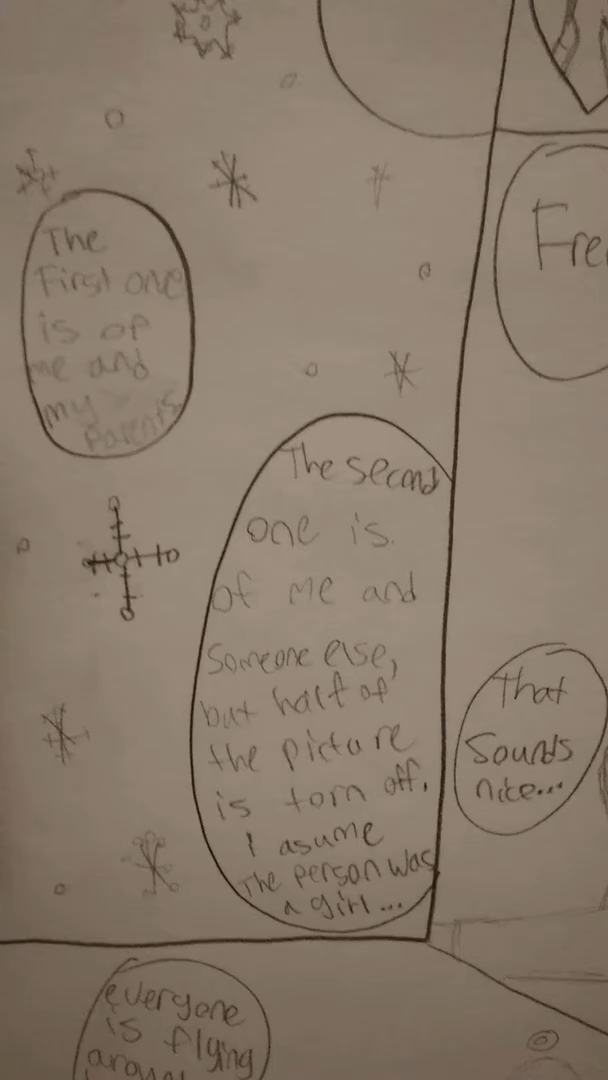 The
First one
is of
me and
my
parents.
The second
one is
of me and
someone else,
but half of
the picture
is torn off.
I asume
The person was
a girl...
Fre
That
Sounds
nice...
everyone
is flying